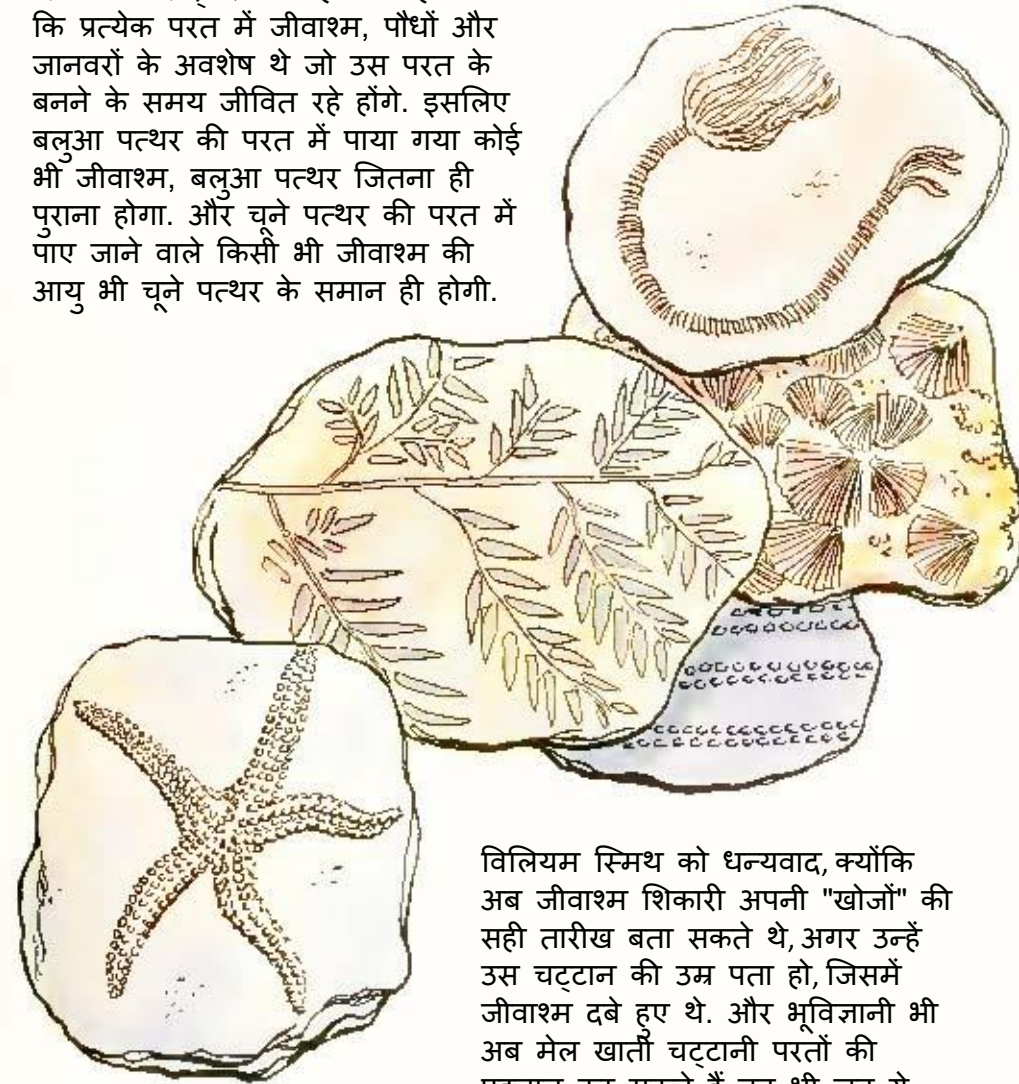 कि प्रत्येक परत में जीवाश्म, पौधों और
जानवरों के अवशेष थे जो उस परत के
बनने के समय जीवित रहे होंगे. इसलिए
बलुआ पत्थर की परत में पाया गया कोई
भी जीवाश्म, बलुआ पत्थर जितना ही
पुराना होगा. और चूने पत्थर की परत में
पाए जाने वाले किसी भी जीवाश्म की
आयु भी चूने पत्थर के समान ही होगी.
विलियम स्मिथ को धन्यवाद, क्योंकि
अब जीवाश्म शिकारी अपनी "खोजों" की
सही तारीख बता सकते थे, अगर उन्हें
उस चट्टान की उम्र पता हो, जिसमें
जीवाश्म दबे हुए थे. और भूविज्ञानी भी
अब मेल खाती चट्टानी परतों की